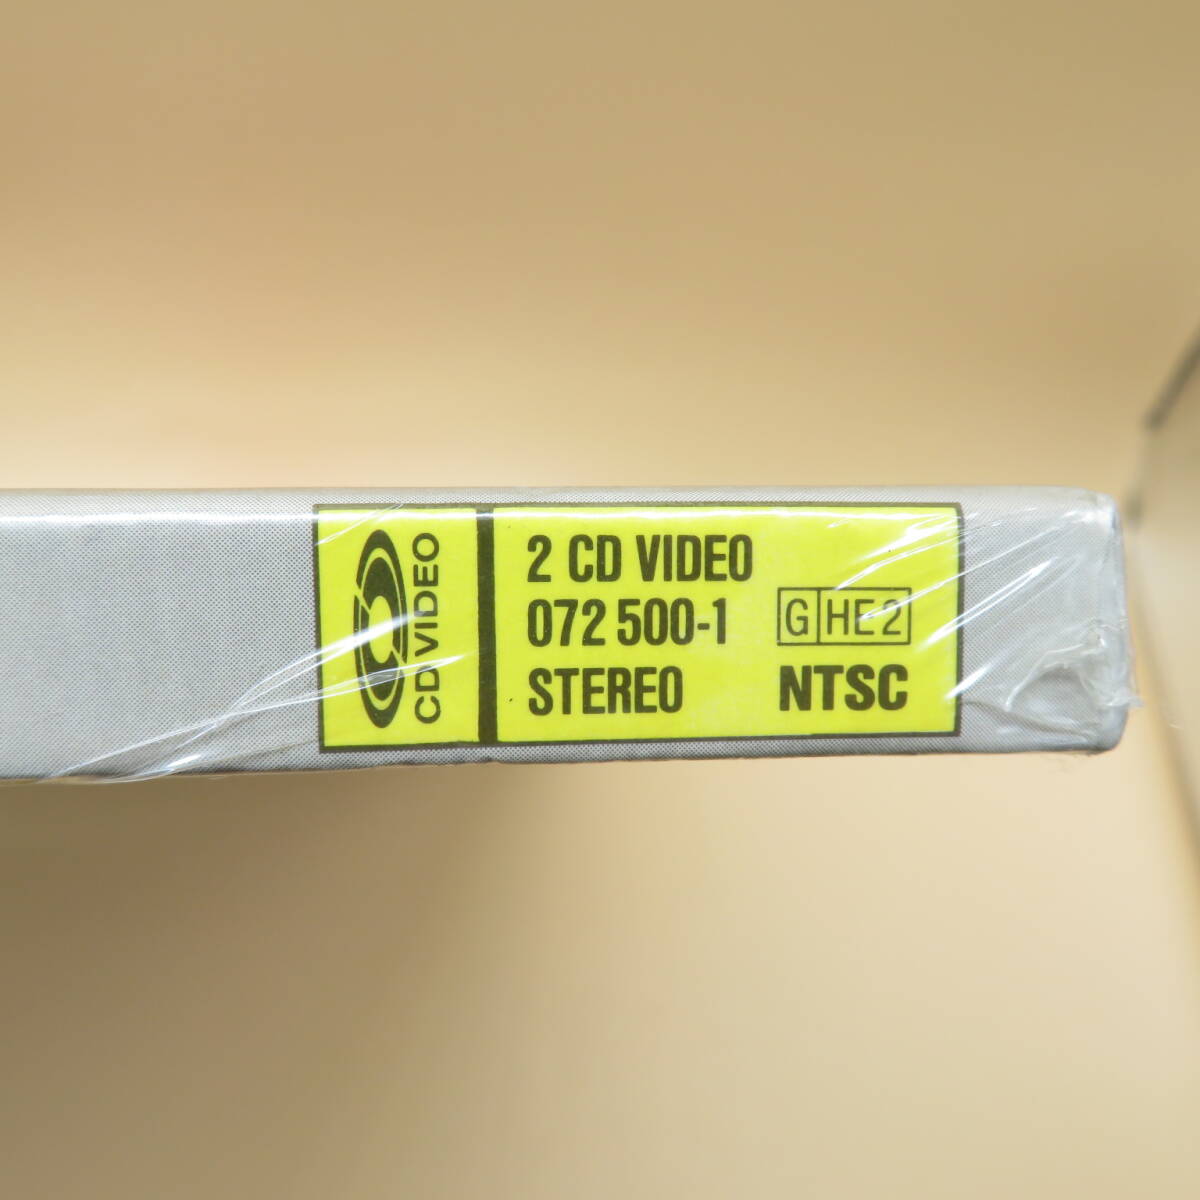 CD VIDEO
2 CD VIDEO
072 500-1
STEREO
G HE 2
NTSC